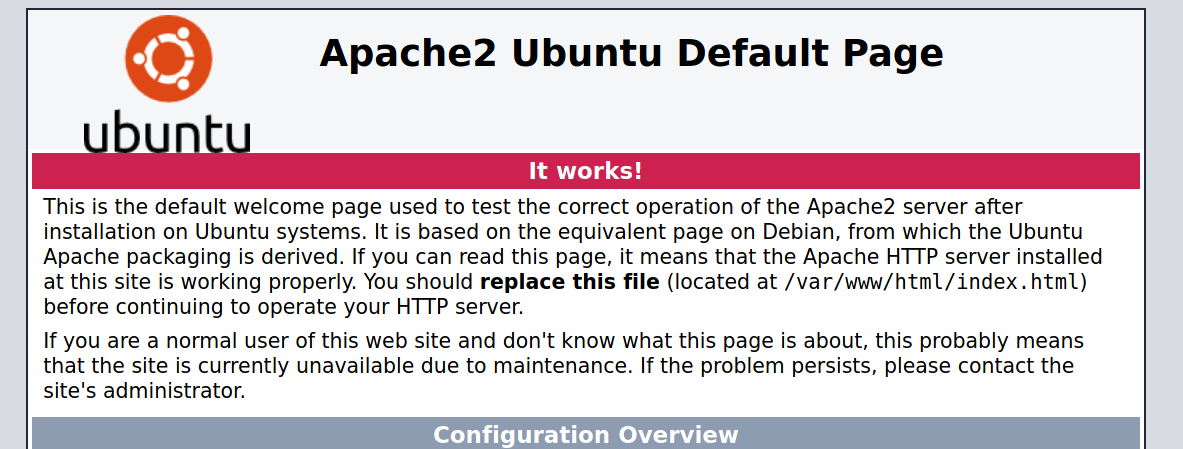 Apache2 Ubuntu Default Page
ubuntu
It works!
This is the default welcome page used to test the correct operation of the Apache2 server after
installation on Ubuntu systems. It is based on the equivalent page on Debian, from which the Ubuntu
Apache packaging is derived. If you can read this page, it means that the Apache HTTP server installed
at this site is working properly. You should replace this file (located at /var/www/html/index.html)
before continuing to operate your HTTP server.
If you are a normal user of this web site and don't know what this page is about, this probably means
that the site is currently unavailable due to maintenance. If the problem persists, please contact the
site's administrator.
Configuration Overview